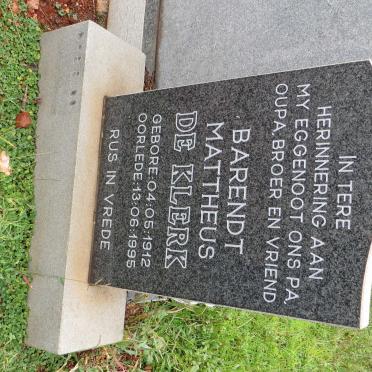 IN TERE
HERINNERING AAN
MY EGGENOOT ONS PA,
OUPA, BROER EN VRIEND
BARENDT
MATTHEUS
DE KLERK
GEBORE:04:05:1912
OORLEDE:13:06:1995
RUS IN VREDE